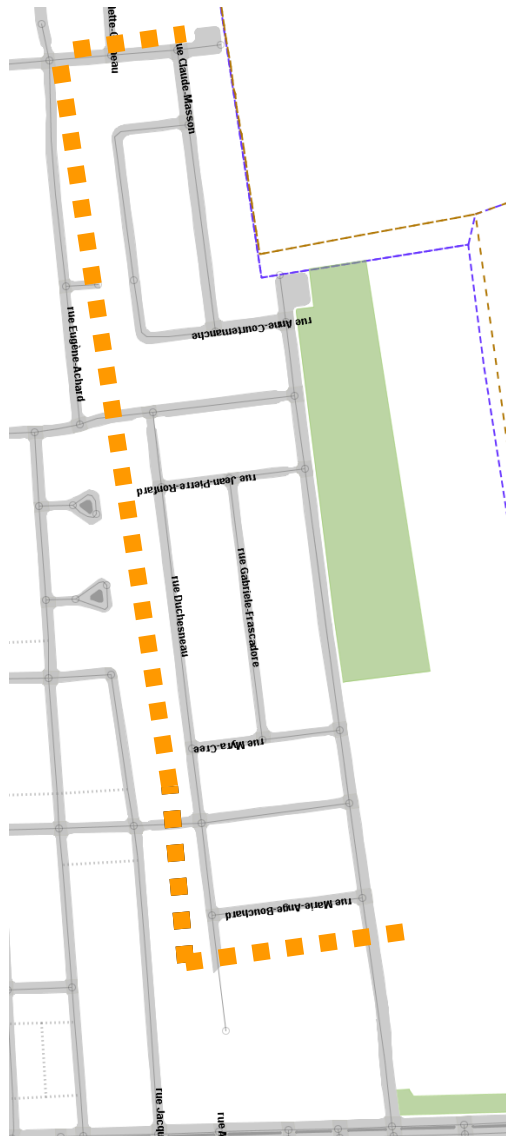 rue Claude-Masson
rue Anne-Courtemanche
rue Eugène-Achard
rue Jean-Pierre-Ronfard
rue Gabriele-Frascadore
rue Duchesneau
rue Myra-Cree
rue Marie-Ange-Bouchard